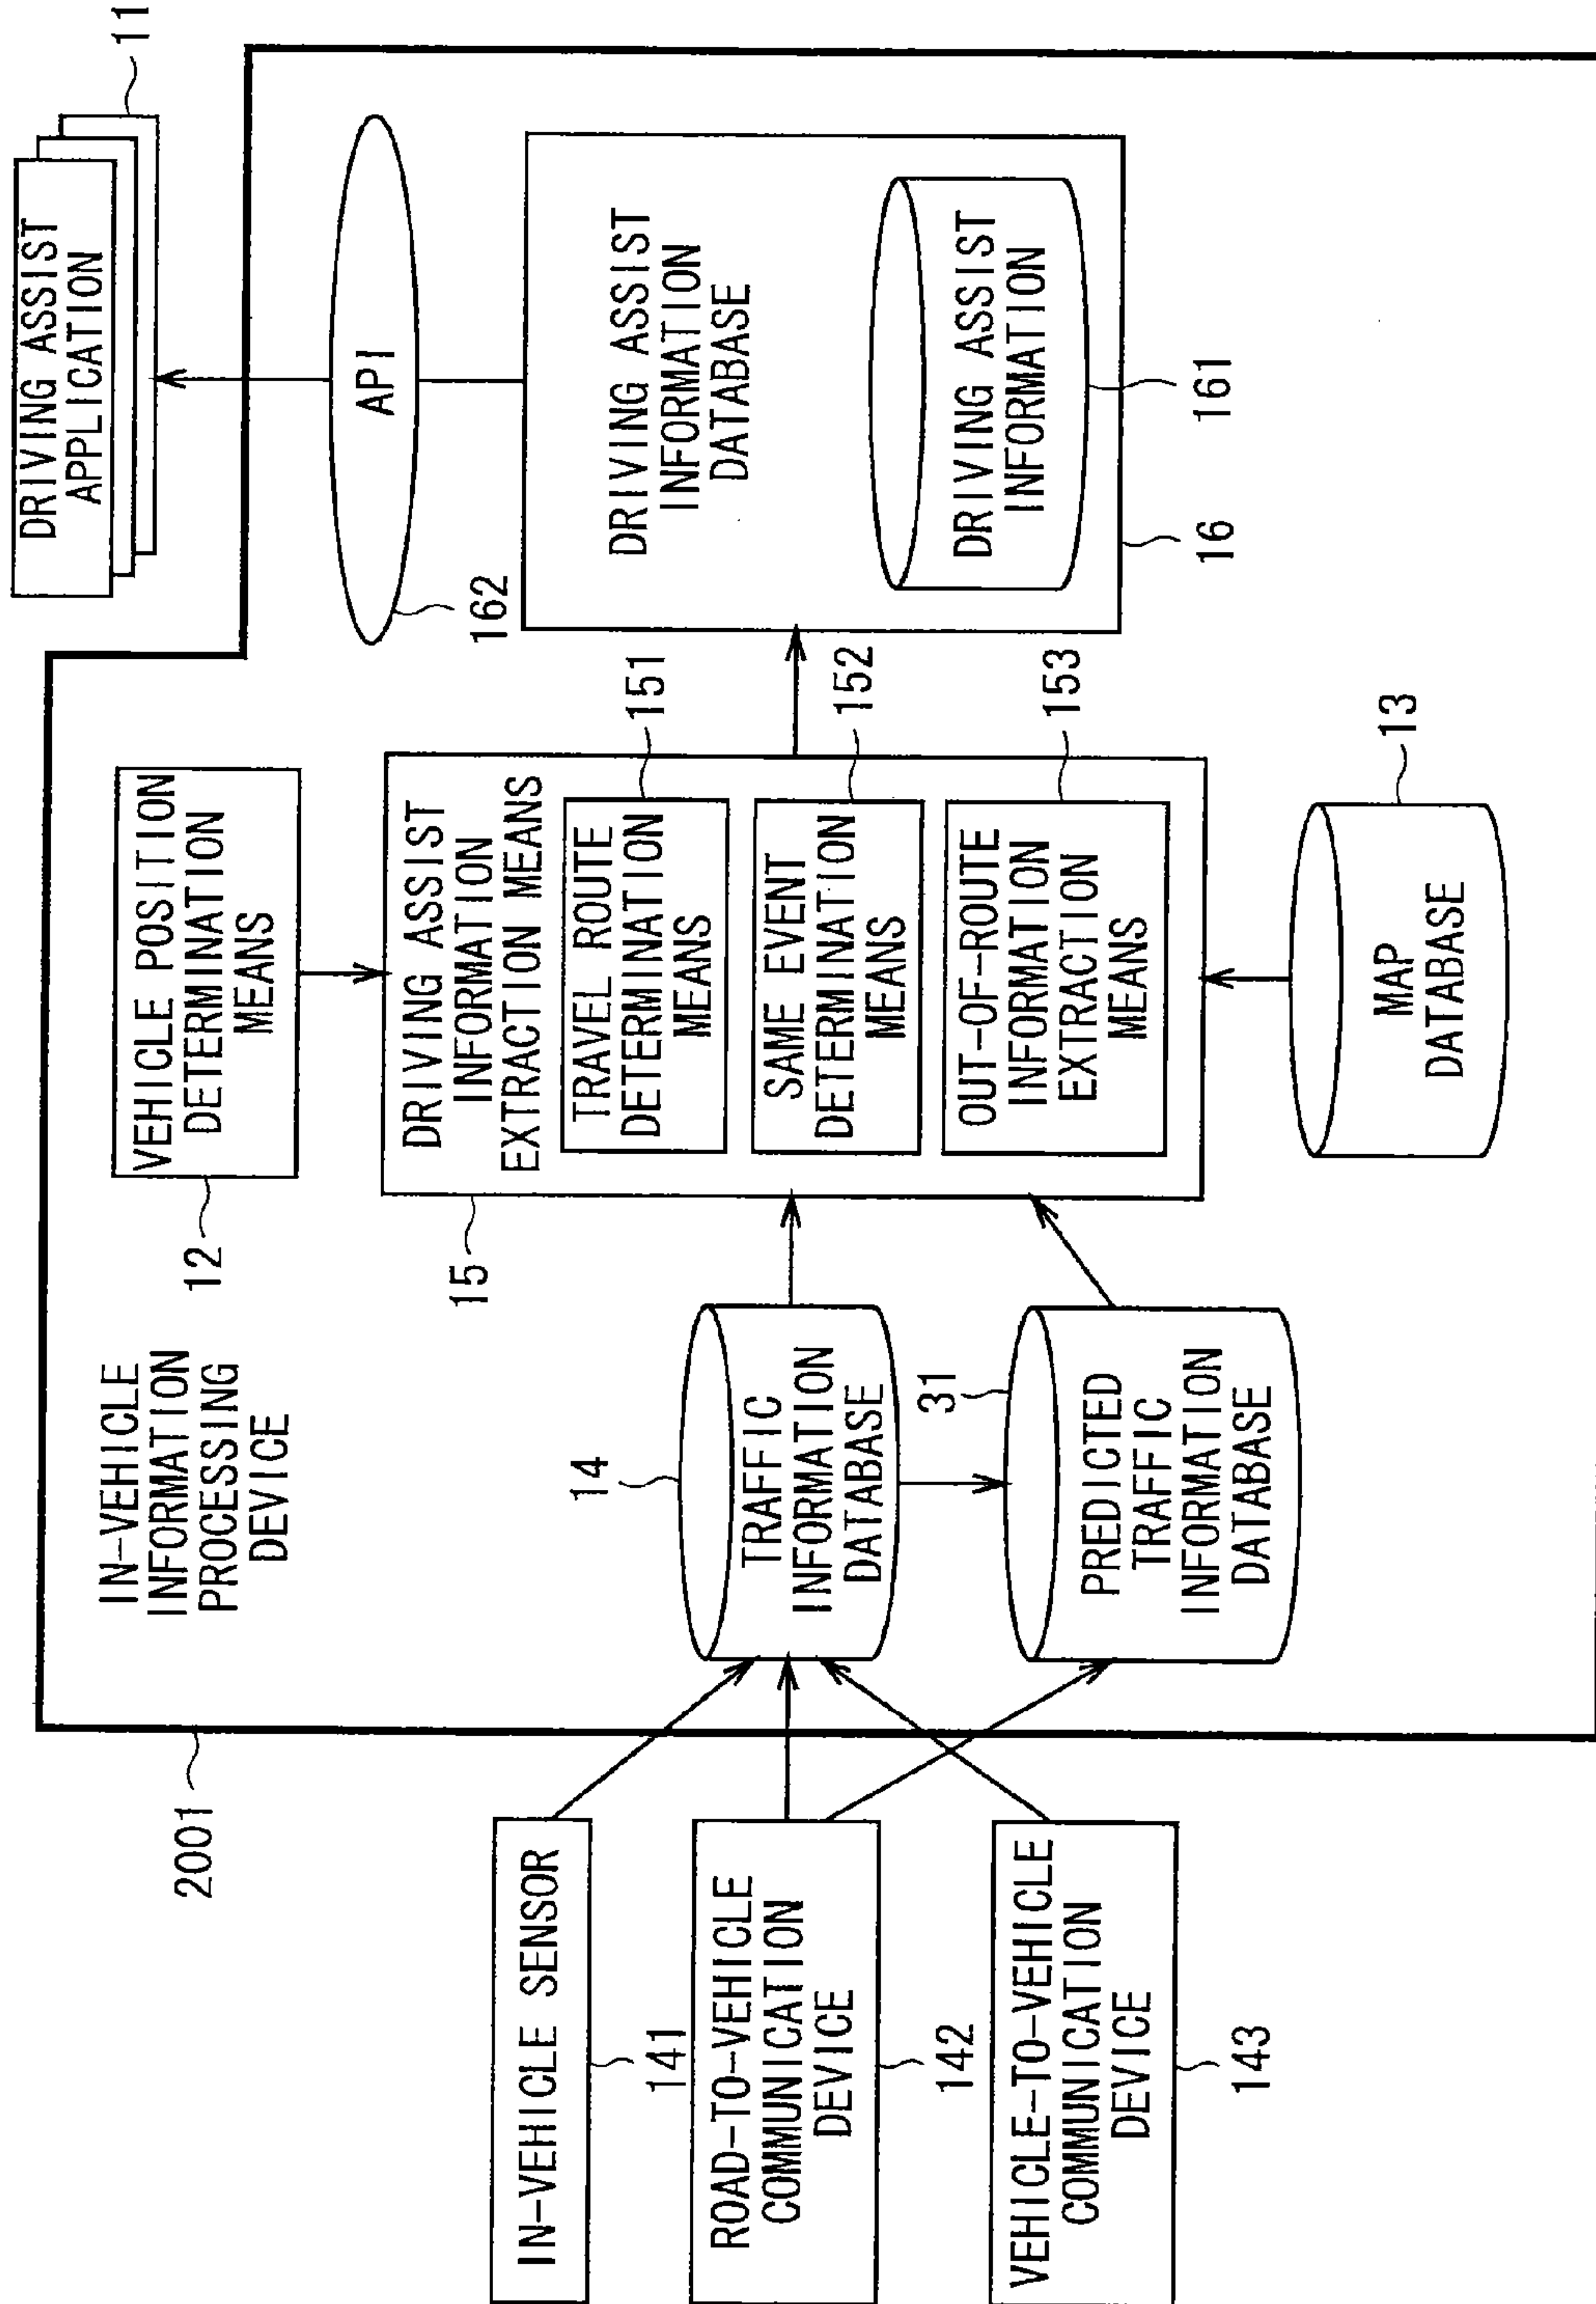 2001
IN-VEHICLE
INFORMATION
PROCESSING
DEVICE
12
VEHICLE POSITION
DETERMINATION
MEANS
DRIVING ASSIST
APPLICATION
11
API
162
IN-VEHICLE SENSOR
141
ROAD-TO-VEHICLE
COMMUNICATION
DEVICE
142
VEHICLE-TO-VEHICLE
COMMUNICATION
DEVICE
143
14
TRAFFIC
INFORMATION
DATABASE
31
PREDICTED
TRAFFIC
INFORMATION
DATABASE
15
DRIVING ASSIST
INFORMATION
EXTRACTION MEANS
TRAVEL ROUTE
DETERMINATION
MEANS
151
SAME EVENT
DETERMINATION
MEANS
152
OUT-OF-ROUTE
INFORMATION
EXTRACTION
MEANS
153
MAP
DATABASE
13
DRIVING ASSIST
INFORMATION
DATABASE
DRIVING ASSIST
INFORMATION
16
161